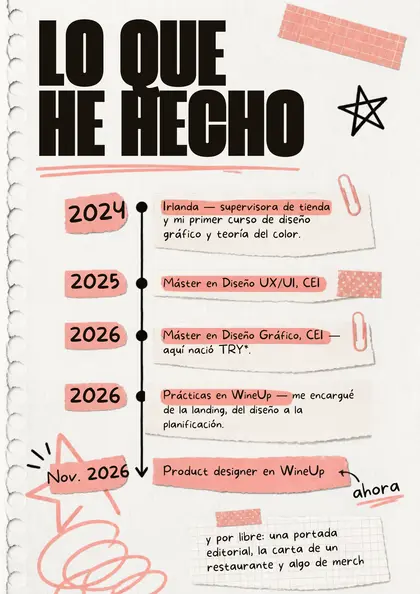 LO QUE
HE HECHO
2024
Irlanda — supervisora de tienda
y mi primer curso de diseño
gráfico y teoría del color.
2025
Máster en Diseño UX/UI, CEI
2026
Máster en Diseño Gráfico, CEI —
aquí nació TRY*.
2026
Prácticas en WineUp — me encargué
de la landing, del diseño a la
planificación.
Nov. 2026
Product designer en WineUp
ahora
y por libre: una portada
editorial, la carta de un
restaurante y algo de merch